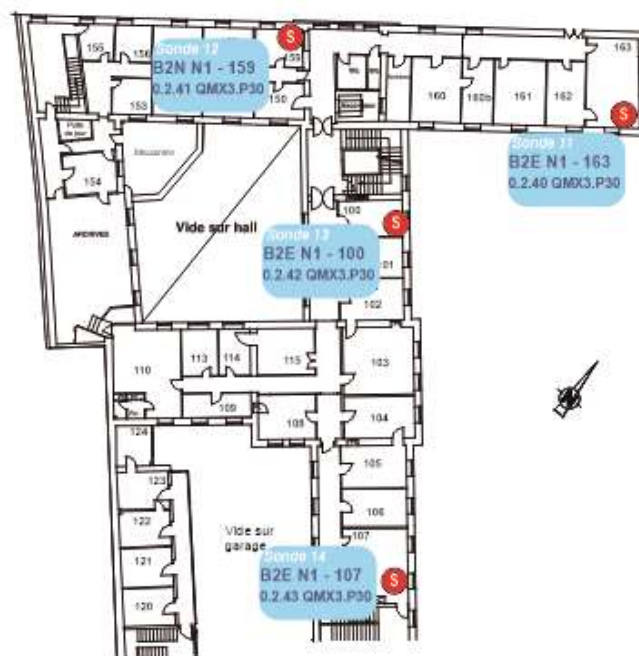 163
155
156
Sonde 12
B2N N1 - 159
0.2.41 QMX3.P30
S
159
153
150
160
160b
161
162
S
Sonde 11
B2E N1 - 163
0.2.40 QMX3.P30
154
ARCHIVES
Vide sur hall
100
S
Sonde 13
B2E N1 - 100
0.2.42 QMX3.P30
101
102
110
113
114
115
103
109
108
104
124
105
123
106
122
Vide sur
garage
107
121
Sonde 14
B2E N1 - 107
0.2.43 QMX3.P30
S
120